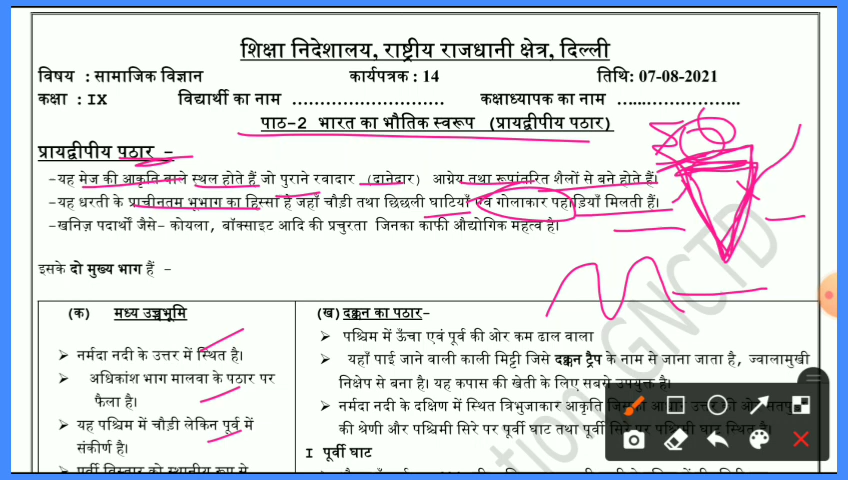 शिक्षा निदेशालय, राष्ट्रीय राजधानी क्षेत्र, दिल्ली
विषय : सामाजिक विज्ञान कार्यपत्रक : 14 तिथि: 07-08-2021
कक्षा : IX विद्यार्थी का नाम ........................... कक्षाध्यापक का नाम .....................
पाठ-2 भारत का भौतिक स्वरूप (प्रायद्वीपीय पठार)
प्रायद्वीपीय पठार –
-यह मेज की आकृति वाले स्थल होते हैं जो पुराने रवादार (दानेदार) आग्नेय तथा रूपांतरित शैलों से बने होते हैं।
-यह धरती के प्राचीनतम भूभाग का हिस्सा है जहाँ चौड़ी तथा छिछली घाटियाँ एवं गोलाकार पहाड़ियाँ मिलती हैं।
-खनिज़ पदार्थों जैसे- कोयला, बॉक्साइट आदि की प्रचुरता जिनका काफी औद्योगिक महत्व है।
इसके दो मुख्य भाग हैं –
(क) मध्य उच्चभूमि
➢ नर्मदा नदी के उत्तर में स्थित है।
➢ अधिकांश भाग मालवा के पठार पर
फैला है।
➢ यह पश्चिम में चौड़ी लेकिन पूर्व में
संकीर्ण है।
(ख) दक्कन का पठार–
➢ पश्चिम में ऊँचा एवं पूर्व की ओर कम ढाल वाला
➢ यहाँ पाई जाने वाली काली मिट्टी जिसे दक्कन ट्रैप के नाम से जाना जाता है, ज्वालामुखी
निक्षेप से बना है। यह कपास की खेती के लिए सबसे उपयुक्त है।
➢ नर्मदा नदी के दक्षिण में स्थित त्रिभुजाकार आकृति
की श्रेणी और पश्चिमी सिरे पर पूर्वी घाट तथा पूर्वी सिरे पर पश्चिमी घाट स्थित है।
I पूर्वी घाट
GNCTD